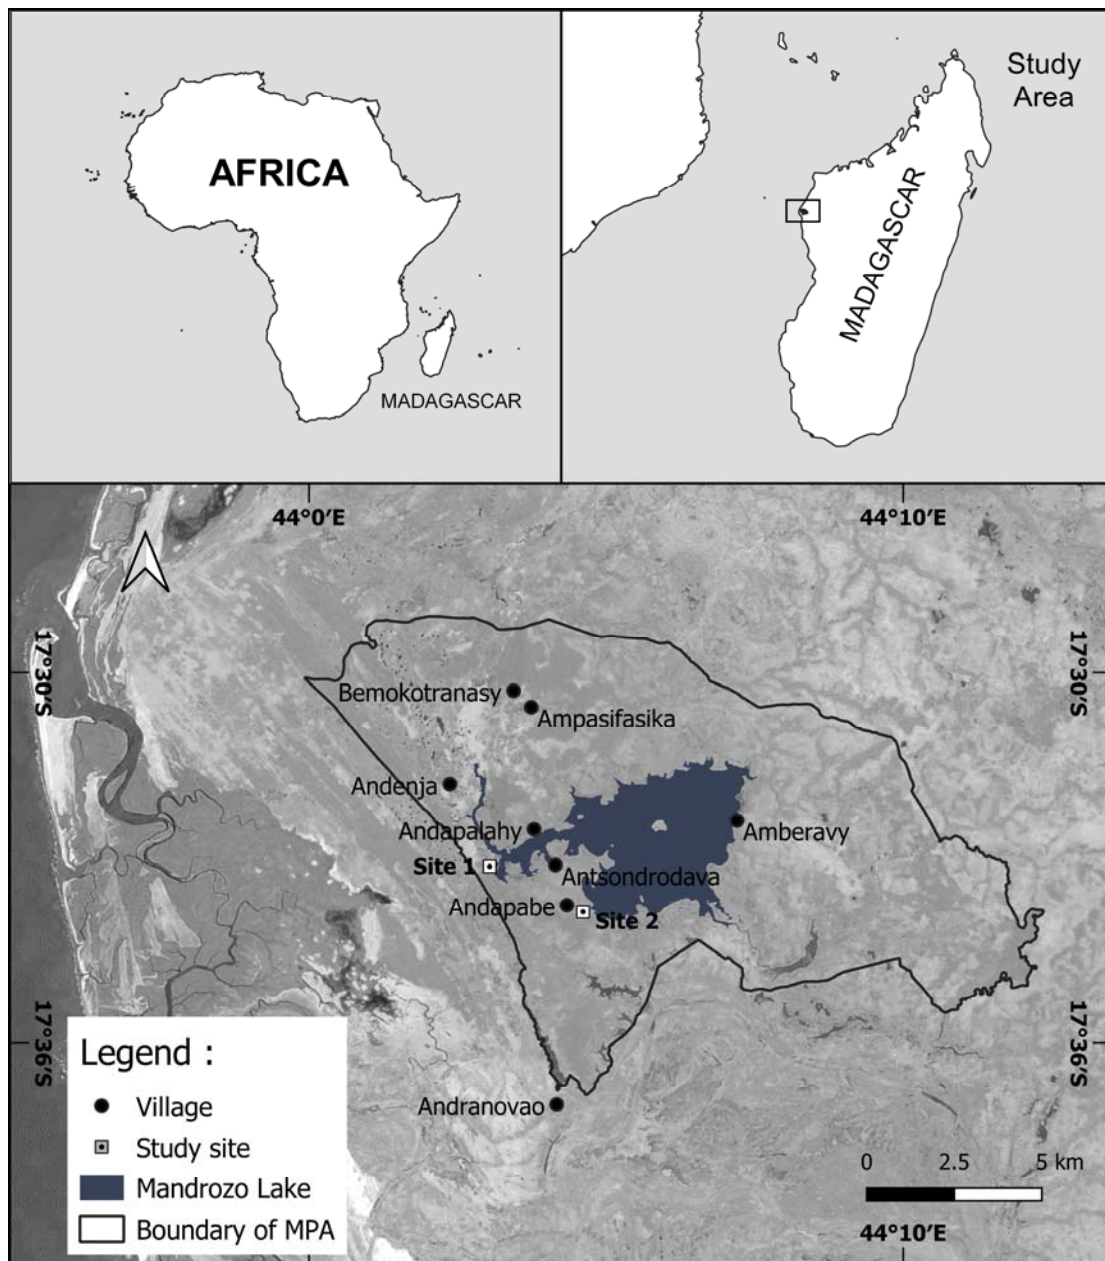 AFRICA
MADAGASCAR
Study
Area
MADAGASCAR
44°0'E
44°10'E
17°30'S
17°30'S
Bemokotranasy
Ampasifasika
Andenja
Andapalahy
Amberavy
Site 1
Antsondrodava
Andapabe
Site 2
17°36'S
17°36'S
Legend :
Village
Study site
Mandrozo Lake
Boundary of MPA
Andranovao
0 2.5 5 km
44°10'E